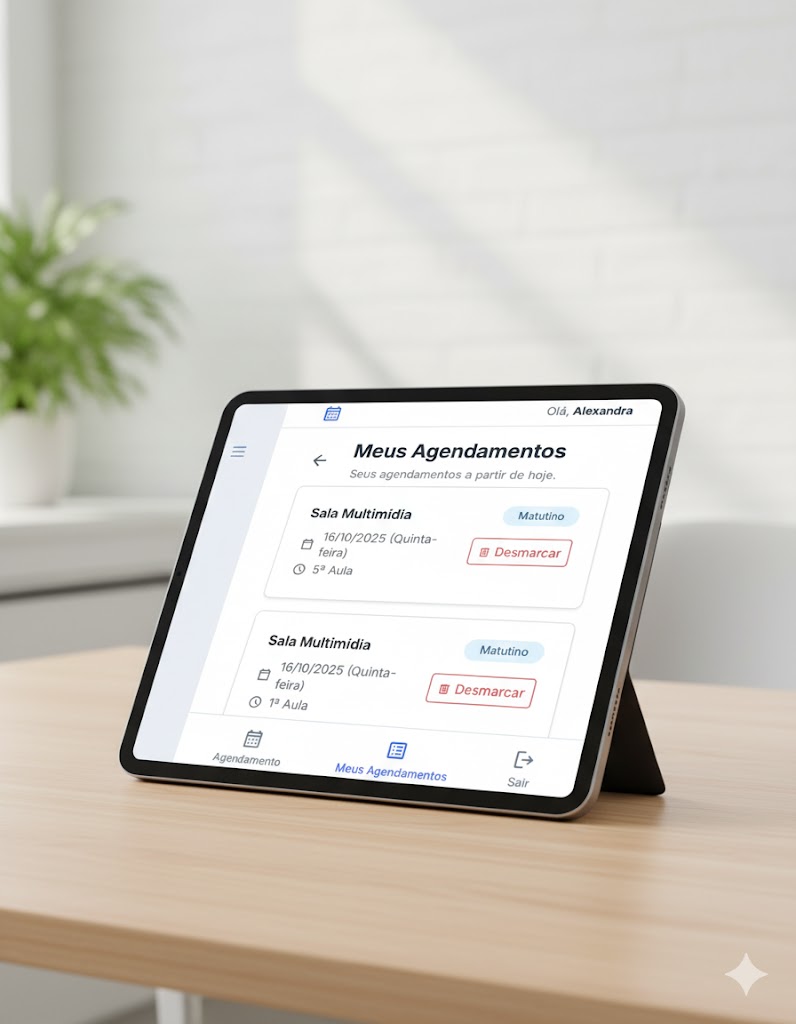 Olá, Alexandra
Meus Agendamentos
Seus agendamentos a partir de hoje.
Sala Multimídia
Matutino
16/10/2025 (Quinta-
feira)
Desmarcar
5ª Aula
Sala Multimídia
Matutino
16/10/2025 (Quinta-
feira)
Desmarcar
1ª Aula
Agendamento
Meus Agendamentos
Sair